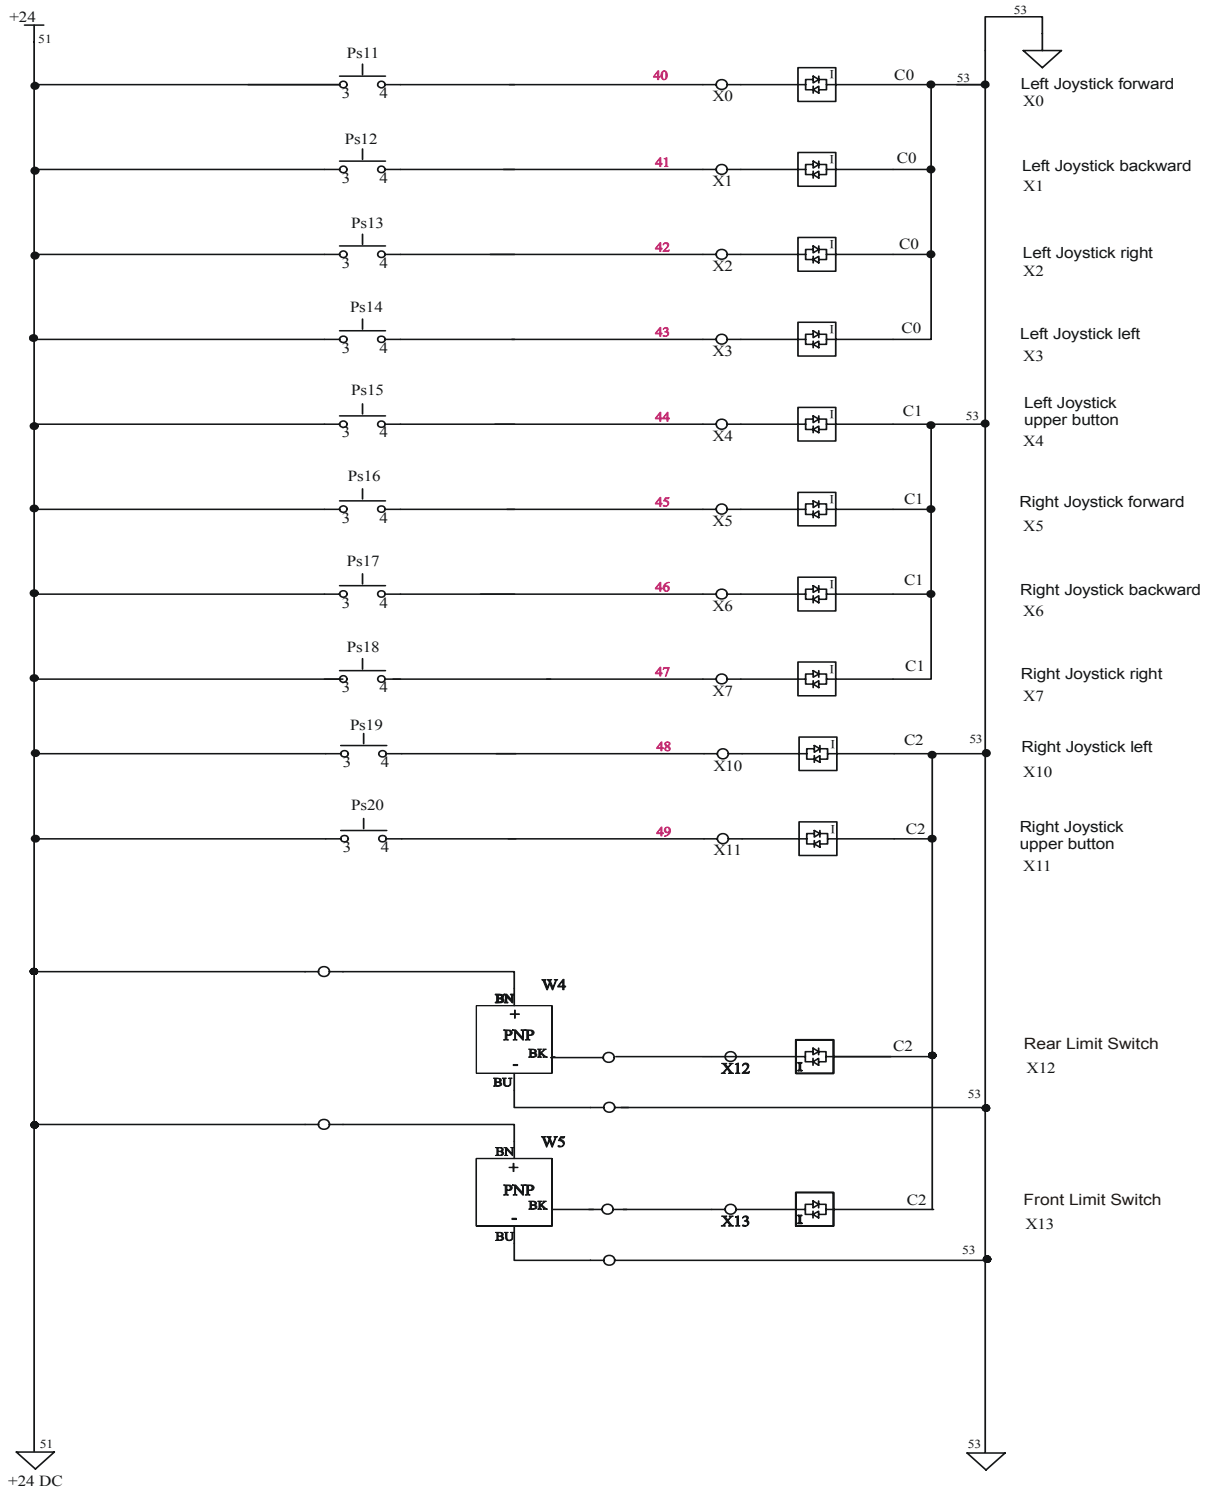 +24
51
53
Ps11
3 4
40
X0
I
C0
53
Left Joystick forward
X0
Ps12
3 4
41
X1
I
C0
Left Joystick backward
X1
Ps13
3 4
42
X2
I
C0
Left Joystick right
X2
Ps14
3 4
43
X3
I
C0
Left Joystick left
X3
Ps15
3 4
44
X4
I
C1
53
Left Joystick
upper button
X4
Ps16
3 4
45
X5
I
C1
Right Joystick forward
X5
Ps17
3 4
46
X6
I
C1
Right Joystick backward
X6
Ps18
3 4
47
X7
I
C1
Right Joystick right
X7
Ps19
3 4
48
X10
I
C2
53
Right Joystick left
X10
Ps20
3 4
49
X11
I
C2
Right Joystick
upper button
X11
W4
BN
+
PNP
BK
-
BU
X12
I
C2
53
Rear Limit Switch
X12
W5
BN
+
PNP
BK
-
BU
X13
I
C2
53
Front Limit Switch
X13
51
+24 DC
53